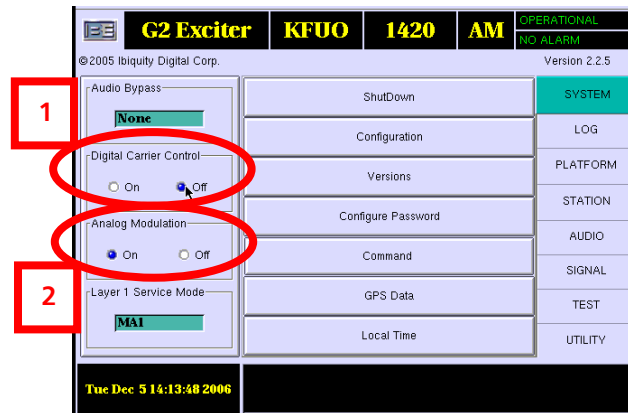 BE G2 Exciter KFUO 1420 AM OPERATIONAL
NO ALARM
©2005 Ibiquity Digital Corp. Version 2.2.5
1
Audio Bypass
None
Digital Carrier Control
On Off
Analog Modulation
On Off
2
Layer 1 Service Mode
MA1
ShutDown
Configuration
Versions
Configure Password
Command
GPS Data
Local Time
SYSTEM
LOG
PLATFORM
STATION
AUDIO
SIGNAL
TEST
UTILITY
Tue Dec 5 14:13:48 2006